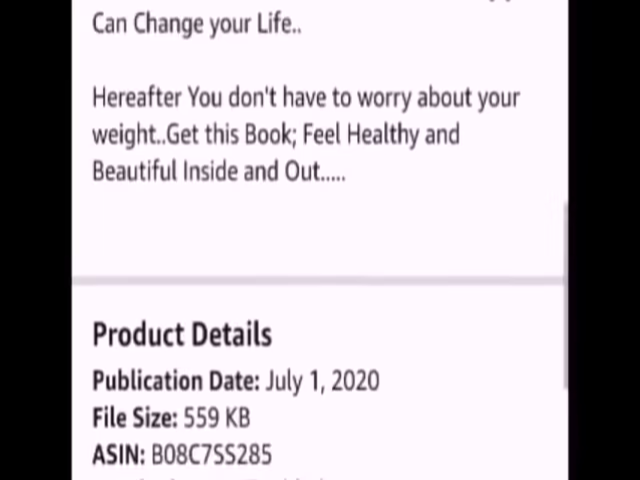 Can Change your Life..
Hereafter You don't have to worry about your
weight..Get this Book; Feel Healthy and
Beautiful Inside and Out.....
Product Details
Publication Date: July 1, 2020
File Size: 559 KB
ASIN: B08C7SS285